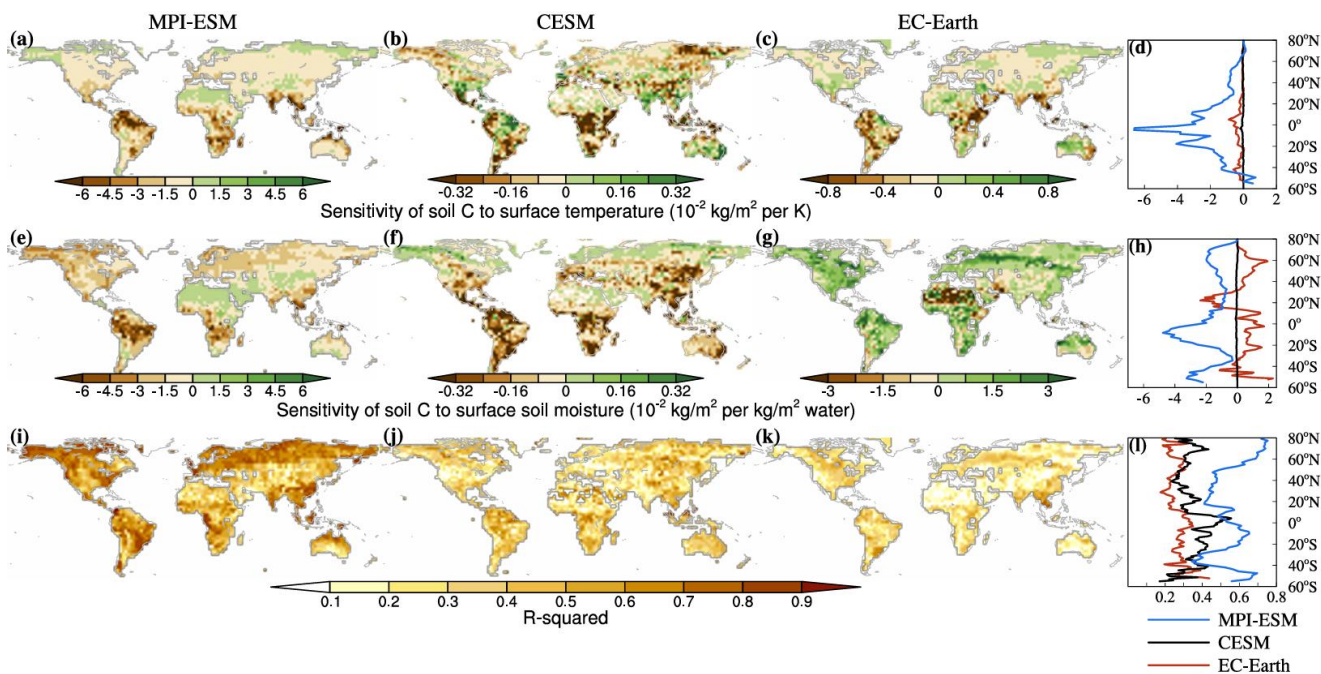 MPI-ESM CESM EC-Earth
(a) (b) (c) (d) 80°N
60°N
40°N
20°N
0°
20°S
40°S
60°S
-6 -4.5 -3 -1.5 0 1.5 3 4.5 6 -0.32 -0.16 0 0.16 0.32 -0.8 -0.4 0 0.4 0.8 -6 -4 -2 0 2
Sensitivity of soil C to surface temperature (10⁻² kg/m² per K)
(e) (f) (g) (h) 80°N
60°N
40°N
20°N
0°
20°S
40°S
60°S
-6 -4.5 -3 -1.5 0 1.5 3 4.5 6 -0.32 -0.16 0 0.16 0.32 -3 -1.5 0 1.5 3 -6 -4 -2 0 2
Sensitivity of soil C to surface soil moisture (10⁻² kg/m² per kg/m² water)
(i) (j) (k) (l) 80°N
60°N
40°N
20°N
0°
20°S
40°S
60°S
0.1 0.2 0.3 0.4 0.5 0.6 0.7 0.8 0.9 0.2 0.4 0.6 0.8
R-squared
MPI-ESM
CESM
EC-Earth